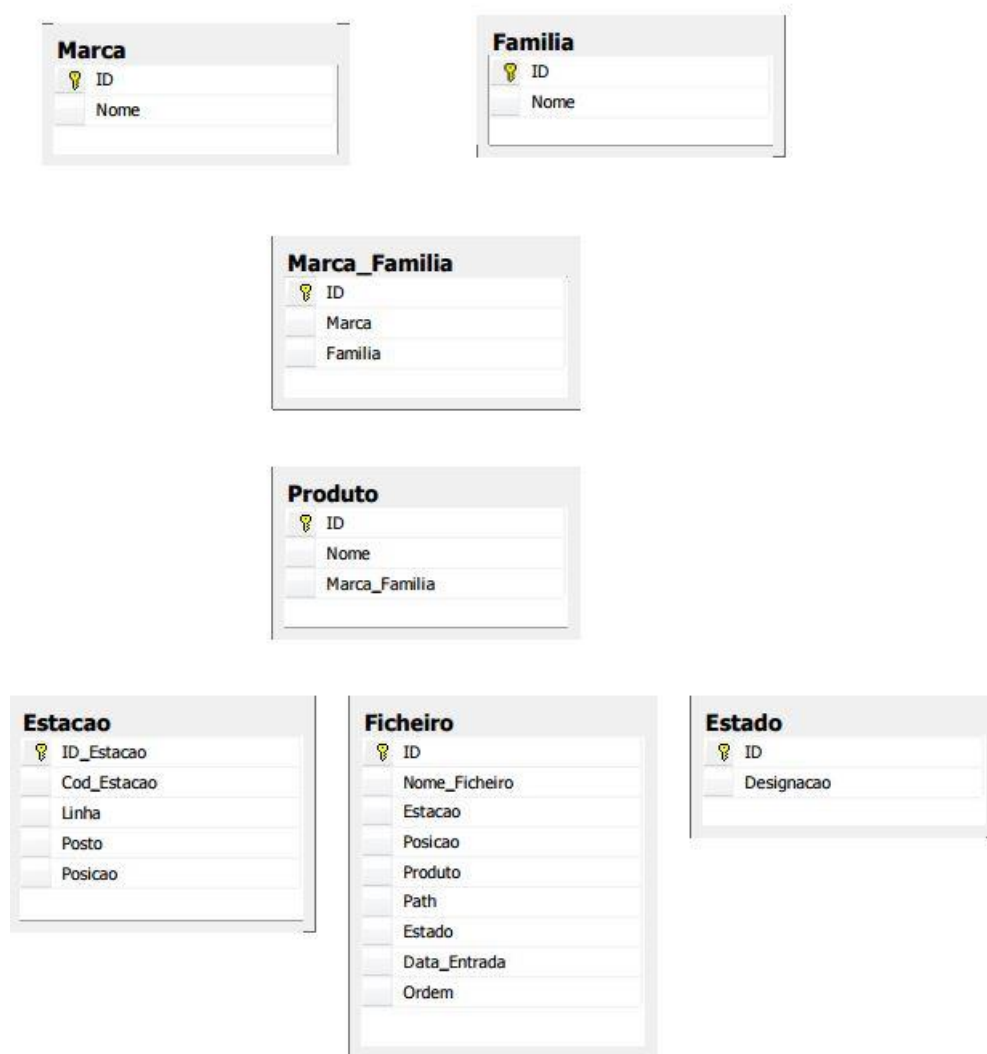 Marca
ID
Nome
Familia
ID
Nome
Marca_Familia
ID
Marca
Familia
Produto
ID
Nome
Marca_Familia
Estacao
ID_Estacao
Cod_Estacao
Linha
Posto
Posicao
Ficheiro
ID
Nome_Ficheiro
Estacao
Posicao
Produto
Path
Estado
Data_Entrada
Ordem
Estado
ID
Designacao